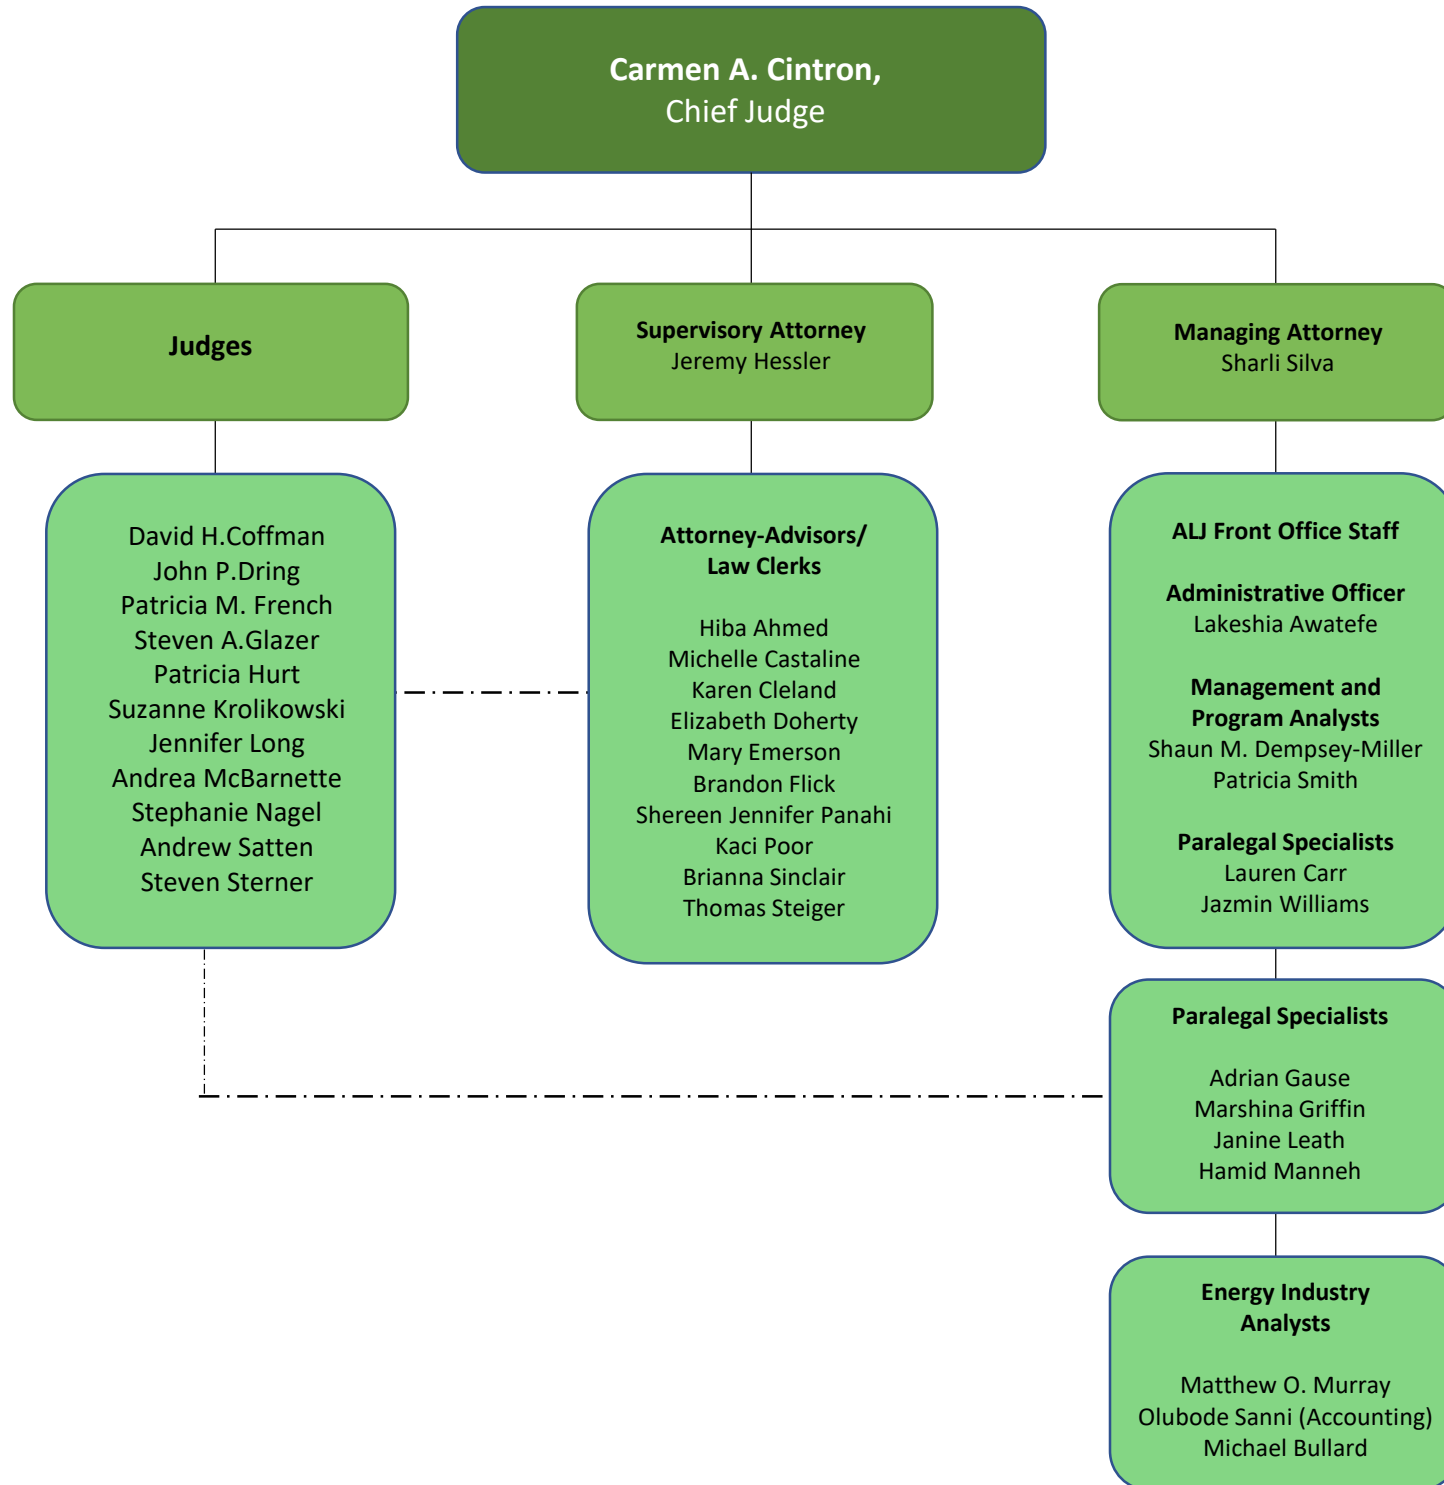 Carmen A. Cintron,
Chief Judge
Judges
Supervisory Attorney
Jeremy Hessler
Managing Attorney
Sharli Silva
David H.Coffman
John P.Dring
Patricia M. French
Steven A.Glazer
Patricia Hurt
Suzanne Krolikowski
Jennifer Long
Andrea McBarnette
Stephanie Nagel
Andrew Satten
Steven Sterner
Attorney-Advisors/
Law Clerks
Hiba Ahmed
Michelle Castaline
Karen Cleland
Elizabeth Doherty
Mary Emerson
Brandon Flick
Shereen Jennifer Panahi
Kaci Poor
Brianna Sinclair
Thomas Steiger
ALJ Front Office Staff
Administrative Officer
Lakeshia Awatefe
Management and
Program Analysts
Shaun M. Dempsey-Miller
Patricia Smith
Paralegal Specialists
Lauren Carr
Jazmin Williams
Paralegal Specialists
Adrian Gause
Marshina Griffin
Janine Leath
Hamid Manneh
Energy Industry
Analysts
Matthew O. Murray
Olubode Sanni (Accounting)
Michael Bullard